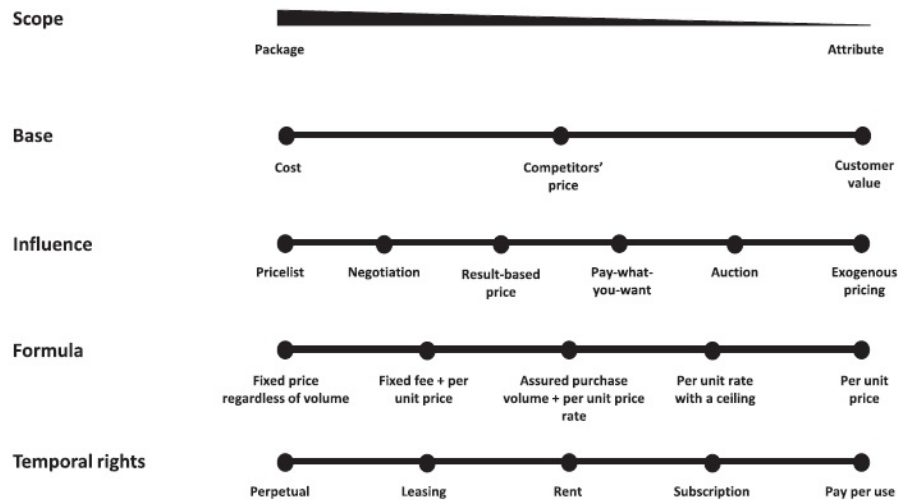 Scope
Package Attribute
Base
Cost Competitors' Customer
price value
Influence
Pricelist Negotiation Result-based Pay-what- Auction Exogenous
price you-want pricing
Formula
Fixed price Fixed fee + per Assured purchase Per unit rate Per unit
regardless of volume unit price volume + per unit price with a ceiling price
rate
Temporal rights
Perpetual Leasing Rent Subscription Pay per use